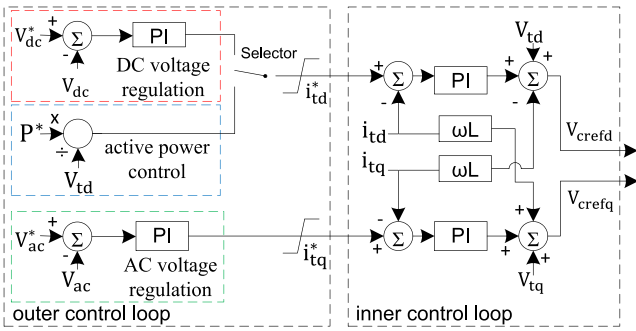 V*dc + Σ - Vdc PI
DC voltage
regulation
Selector
i*td
P* x ÷ Vtd
active power
control
V*ac + Σ - Vac PI
AC voltage
regulation
i*tq
outer control loop
Vtd
+ Σ - PI + Σ + -
itd ωL
itq ωL
Vcrefd
Vcrefq
- Σ + PI + Σ + +
Vtq
inner control loop